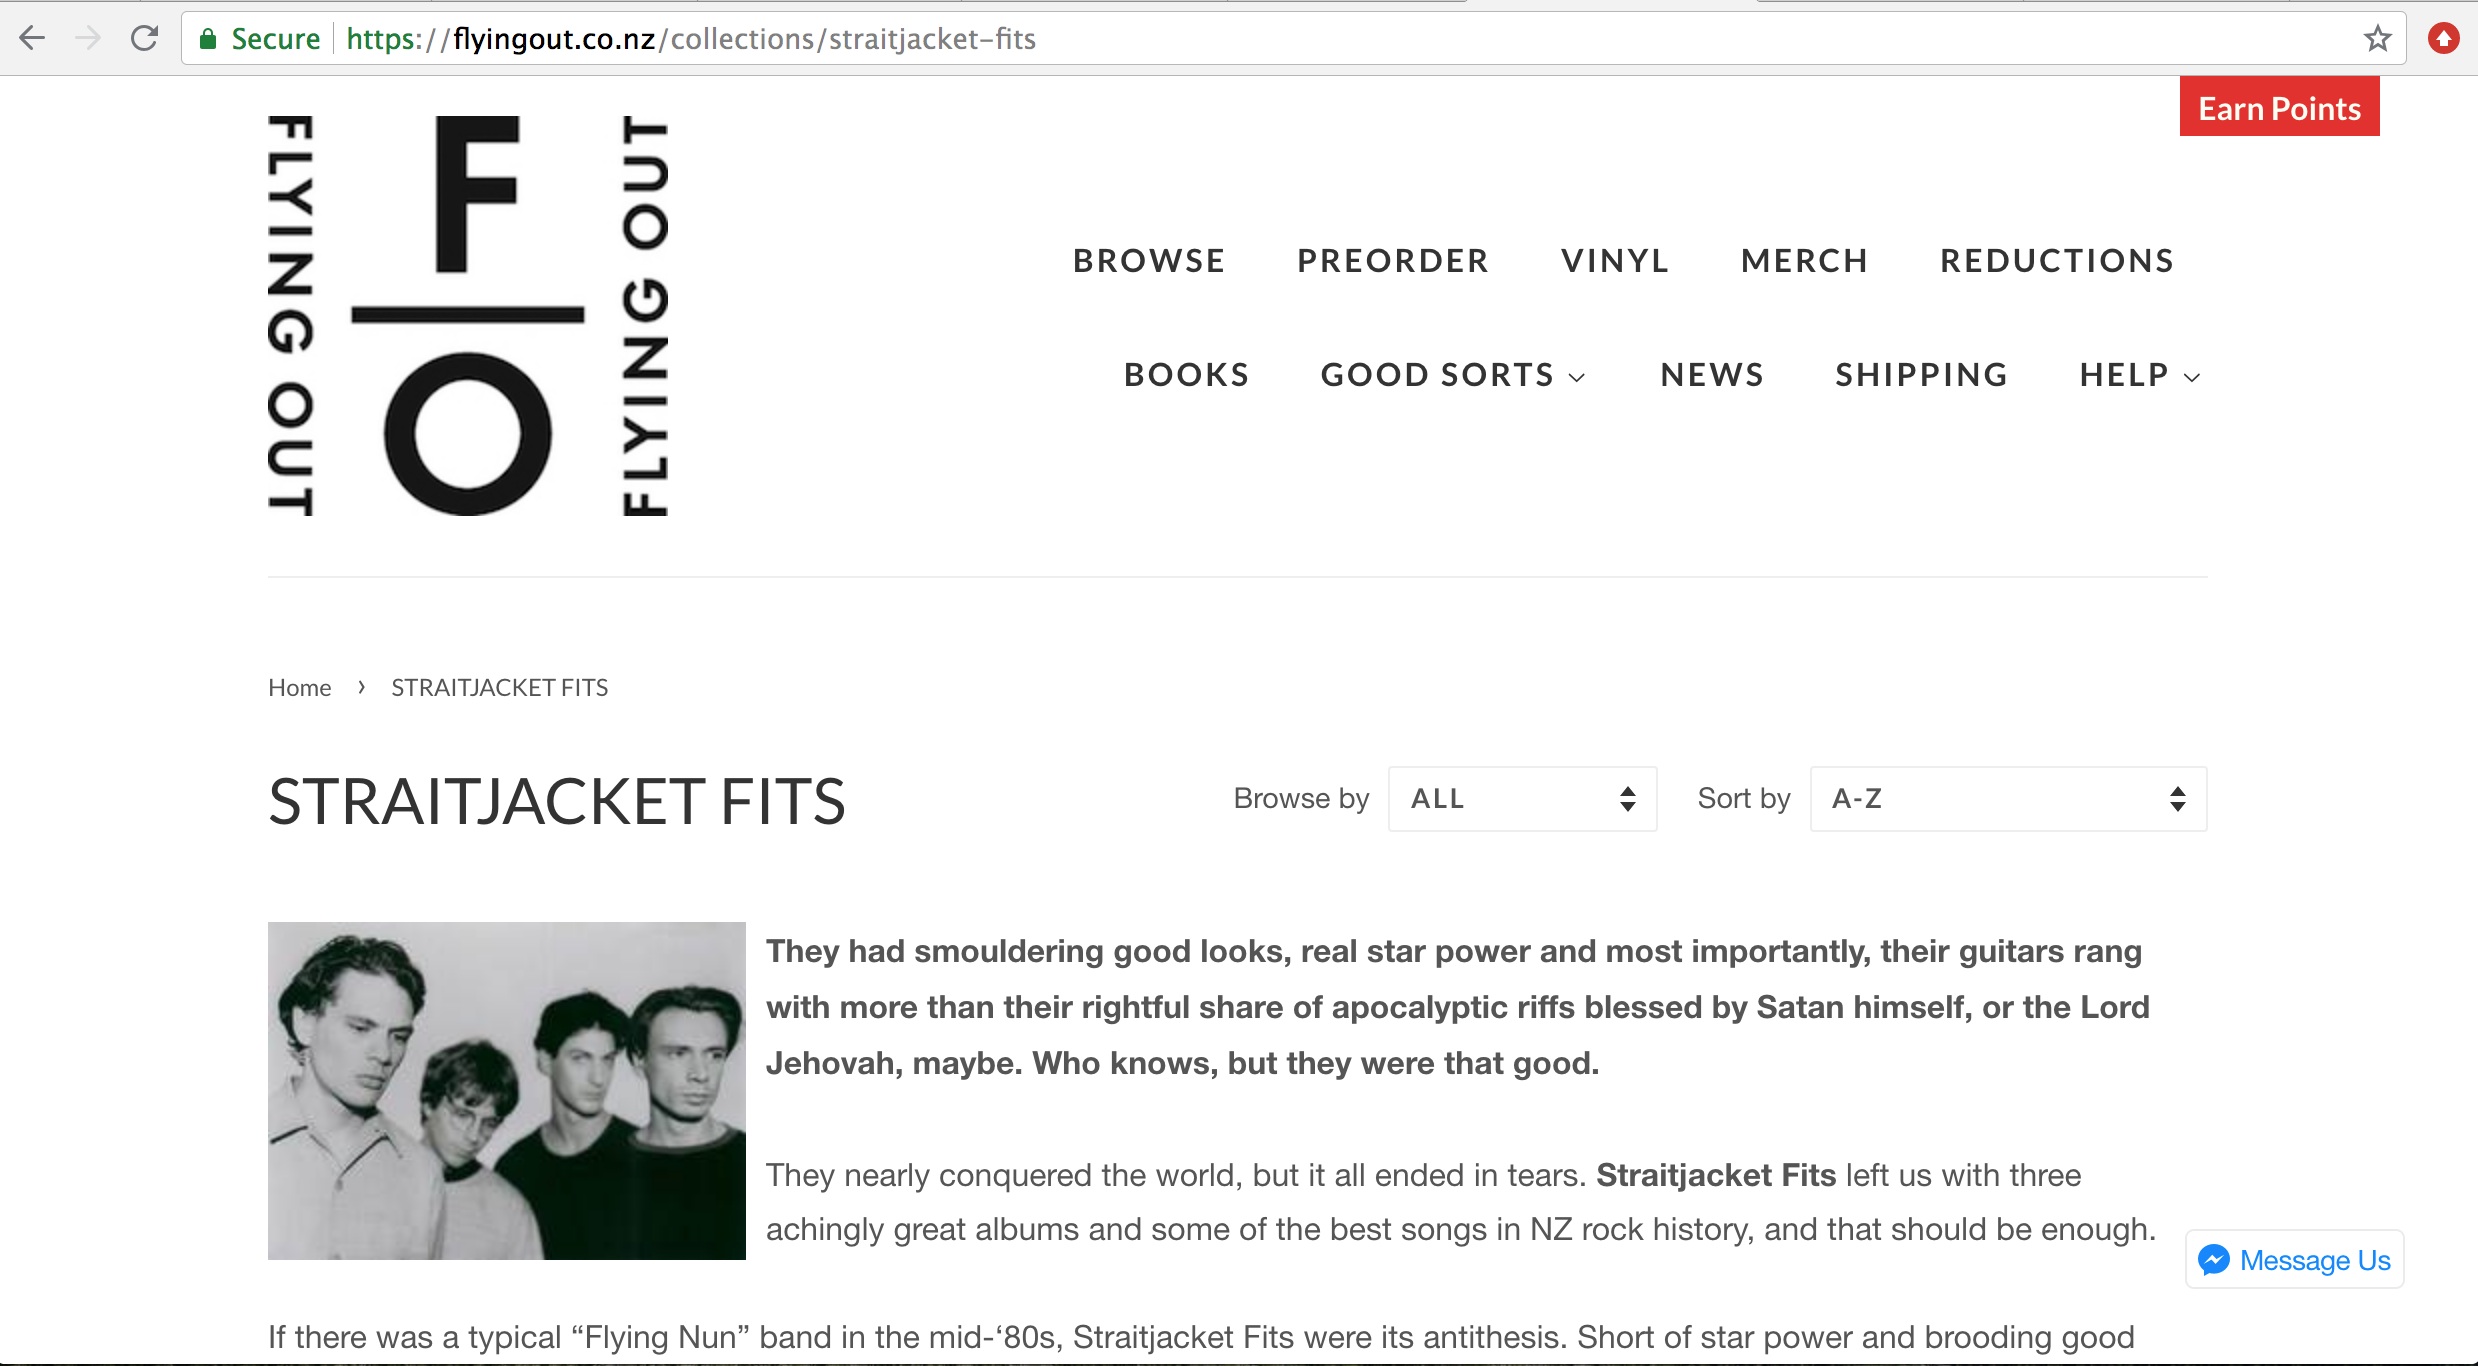 Secure https://flyingout.co.nz/collections/straitjacket-fits
Earn Points
FLYING OUT
F
O
FLYING OUT
BROWSE PREORDER VINYL MERCH REDUCTIONS
BOOKS GOOD SORTS NEWS SHIPPING HELP
Home › STRAITJACKET FITS
STRAITJACKET FITS
Browse by ALL Sort by A-Z
They had smouldering good looks, real star power and most importantly, their guitars rang
with more than their rightful share of apocalyptic riffs blessed by Satan himself, or the Lord
Jehovah, maybe. Who knows, but they were that good.
They nearly conquered the world, but it all ended in tears. Straitjacket Fits left us with three
achingly great albums and some of the best songs in NZ rock history, and that should be enough.
Message Us
If there was a typical “Flying Nun” band in the mid-‘80s, Straitjacket Fits were its antithesis. Short of star power and brooding good